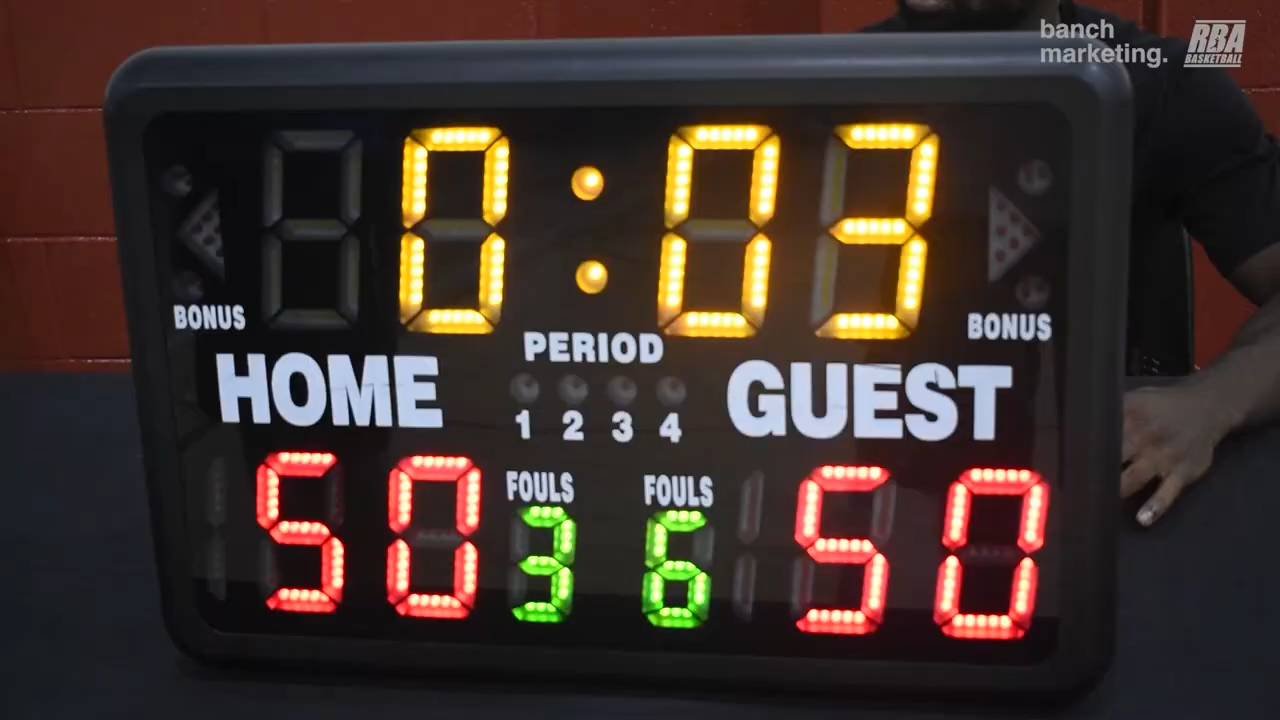 banch
marketing.
RBA
BASKETBALL
0:03
BONUS
BONUS
PERIOD
HOME
GUEST
1 2 3 4
FOULS
FOULS
50
3
6
50